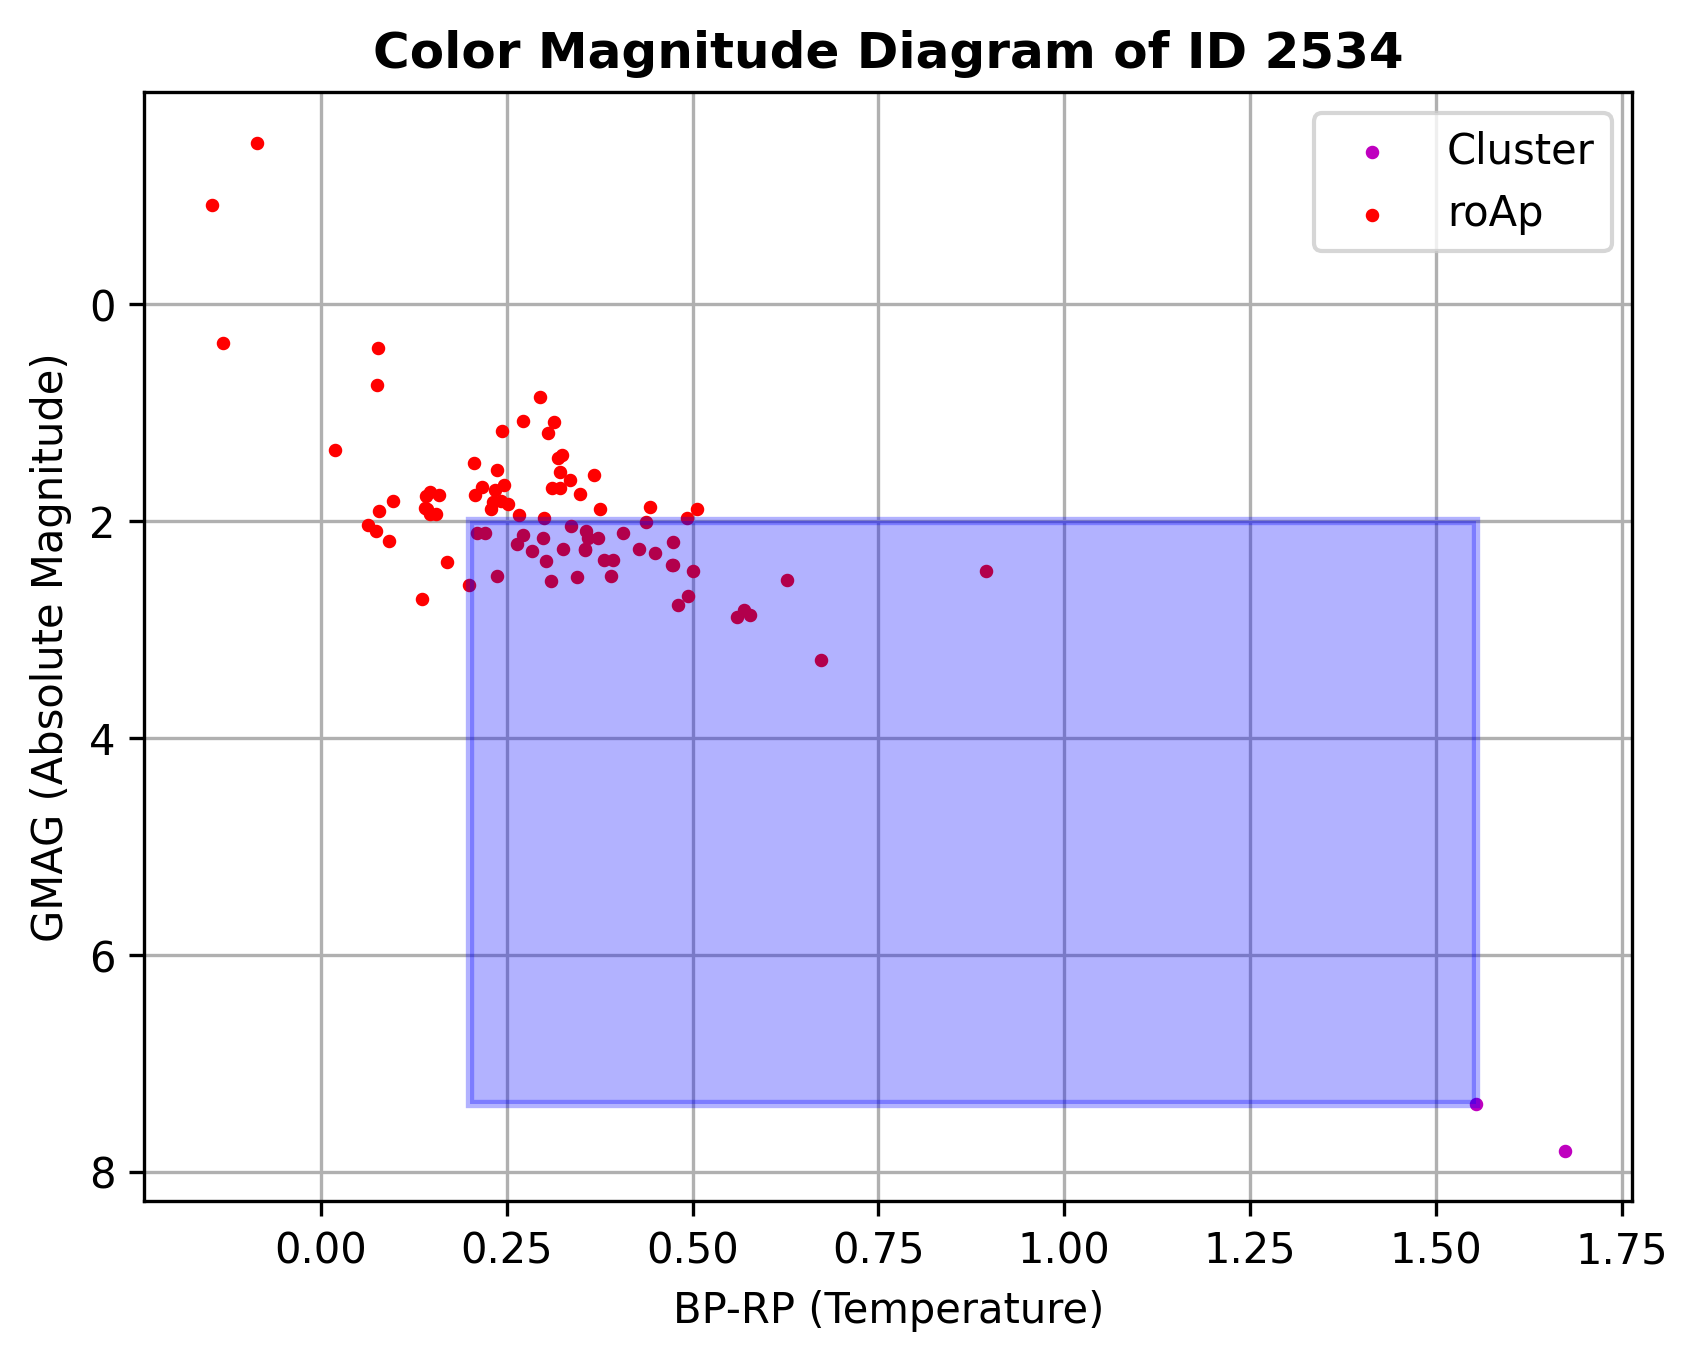 Color Magnitude Diagram of ID 2534
Cluster
roAp
GMAG (Absolute Magnitude)
0
2
4
6
8
0.00 0.25 0.50 0.75 1.00 1.25 1.50 1.75
BP-RP (Temperature)